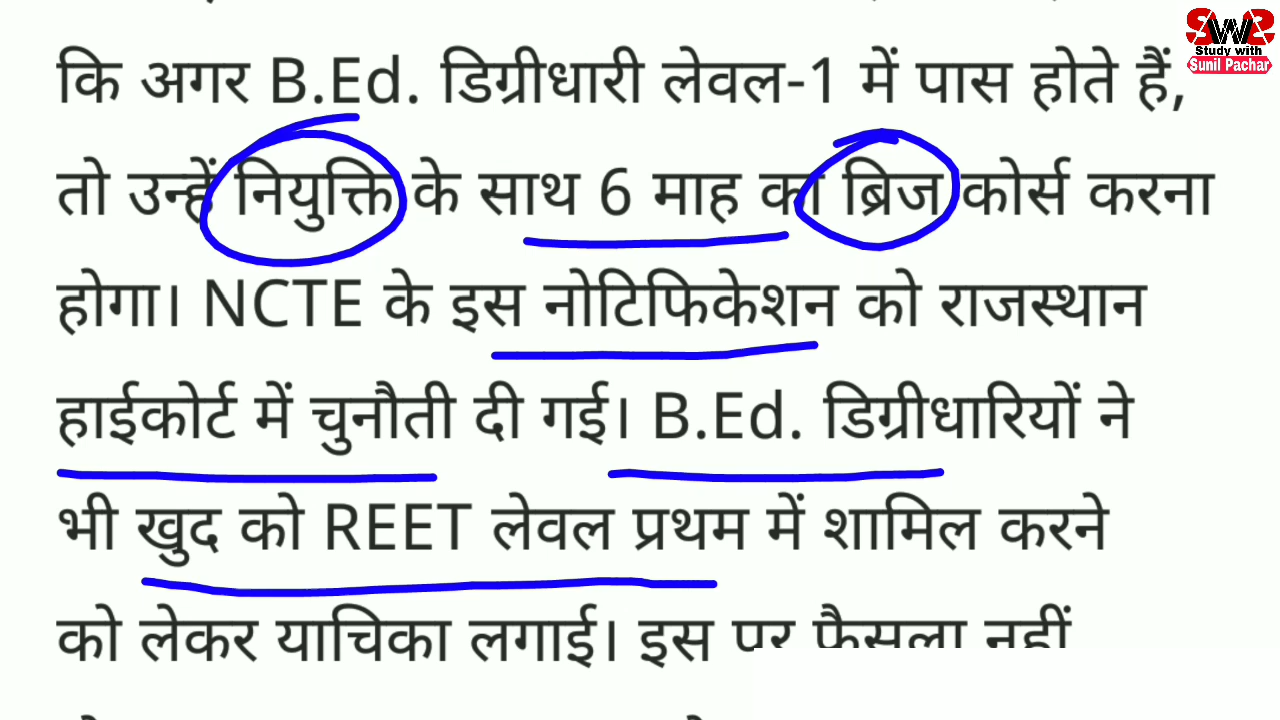 SWS
Study with
Sunil Pachar
कि अगर B.Ed. डिग्रीधारी लेवल-1 में पास होते हैं,
तो उन्हें नियुक्ति के साथ 6 माह का ब्रिज कोर्स करना
होगा। NCTE के इस नोटिफिकेशन को राजस्थान
हाईकोर्ट में चुनौती दी गई। B.Ed. डिग्रीधारियों ने
भी खुद को REET लेवल प्रथम में शामिल करने
को लेकर याचिका लगाई। इस पर फैसला नहीं